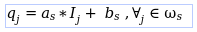 q_j = a_s * I_j + b_s , ∀_j ∈ ω_s